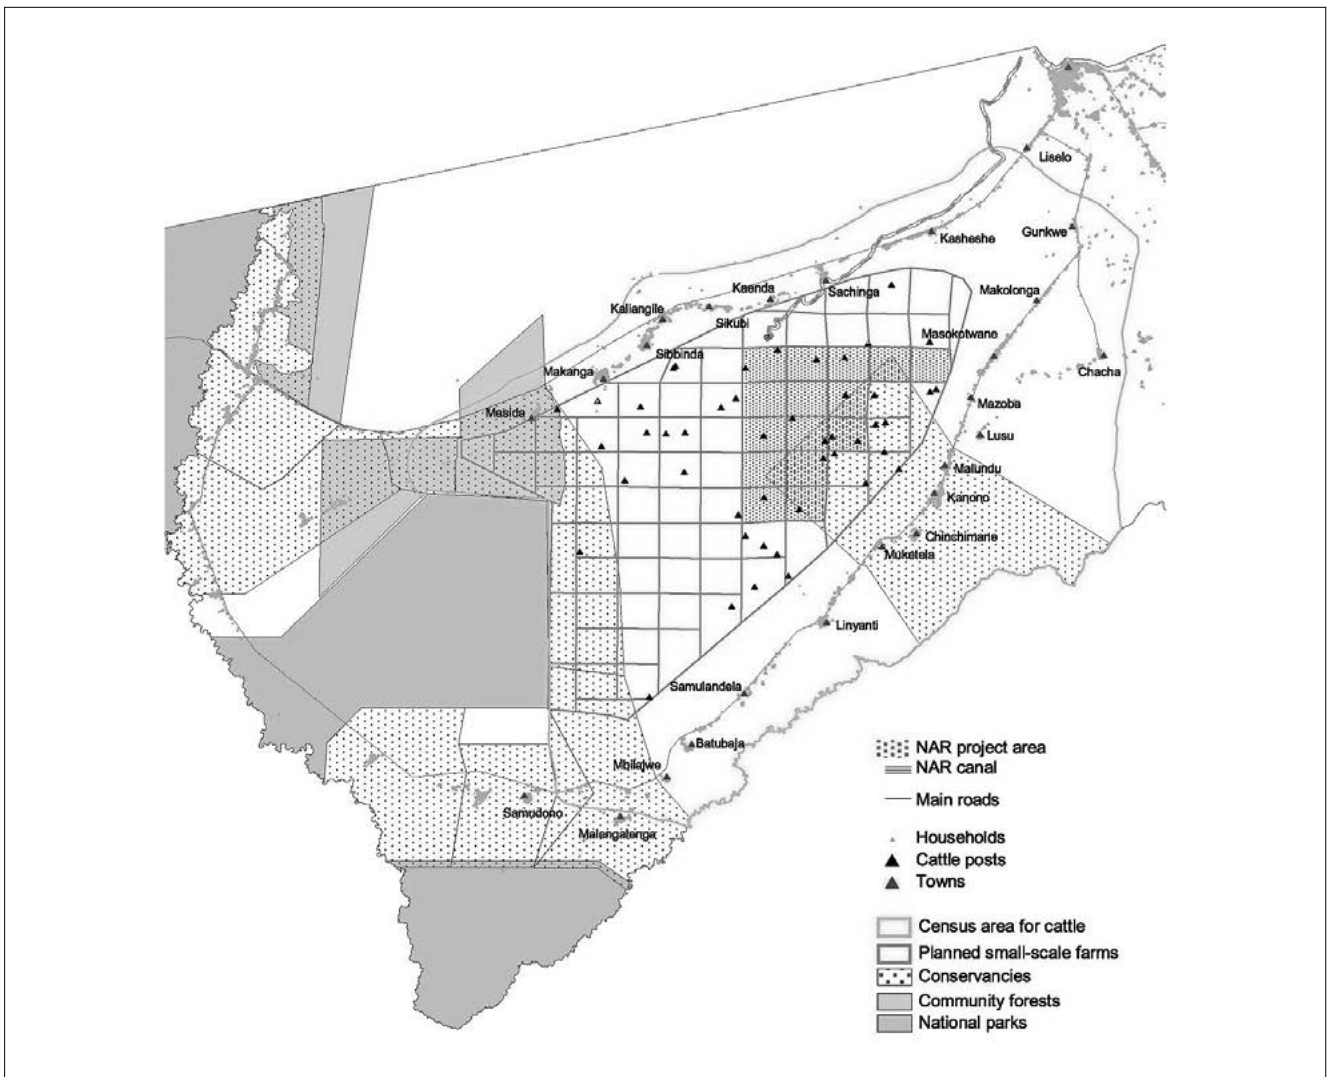 Liselo
Kasheshe
Gunkwe
Kaenda
Sachinga
Makolonga
Kaliangile
Sikubi
Masokotwane
Sibbinda
Makanga
Chacha
Masida
Mazoba
Lusu
Malundu
Kanono
Chinchimane
Muketela
Linyanti
Samulandela
Batubaja
Mbilajwe
Samudono
Malengalenga
NAR project area
NAR canal
Main roads
Households
Cattle posts
Towns
Census area for cattle
Planned small-scale farms
Conservancies
Community forests
National parks